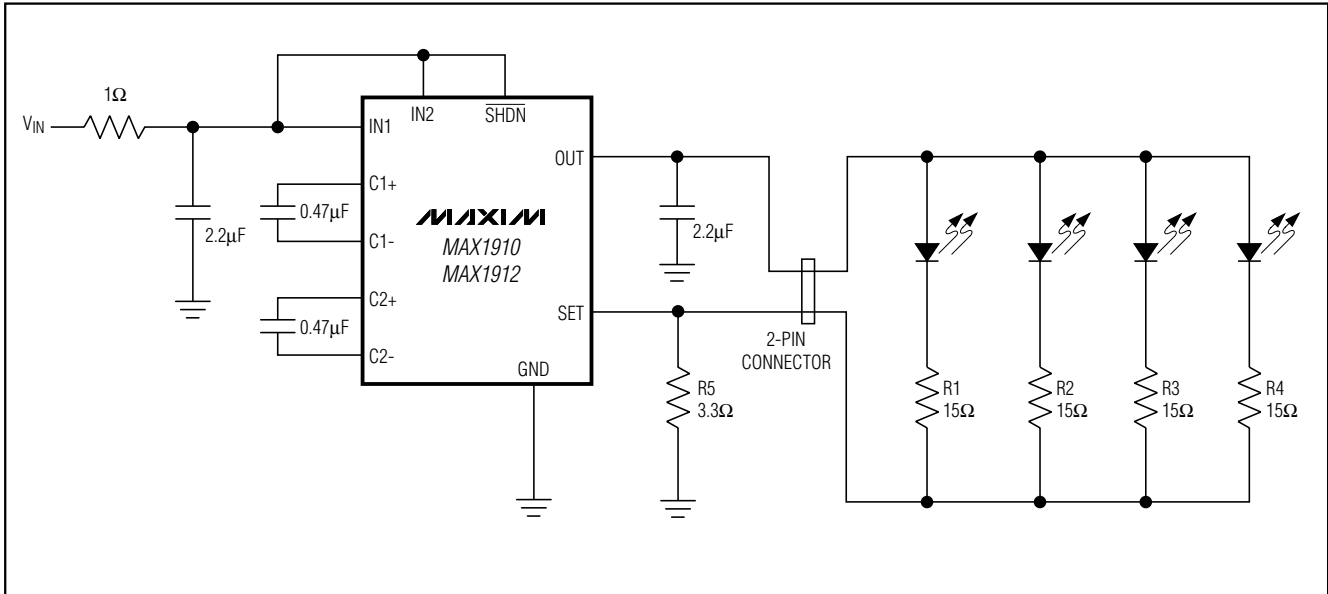 1Ω
VIN
2.2µF
IN1
IN2
SHDN
C1+
0.47µF
C1-
C2+
0.47µF
C2-
MAXIM
MAX1910
MAX1912
OUT
SET
GND
2.2µF
R5
3.3Ω
2-PIN
CONNECTOR
R1
15Ω
R2
15Ω
R3
15Ω
R4
15Ω